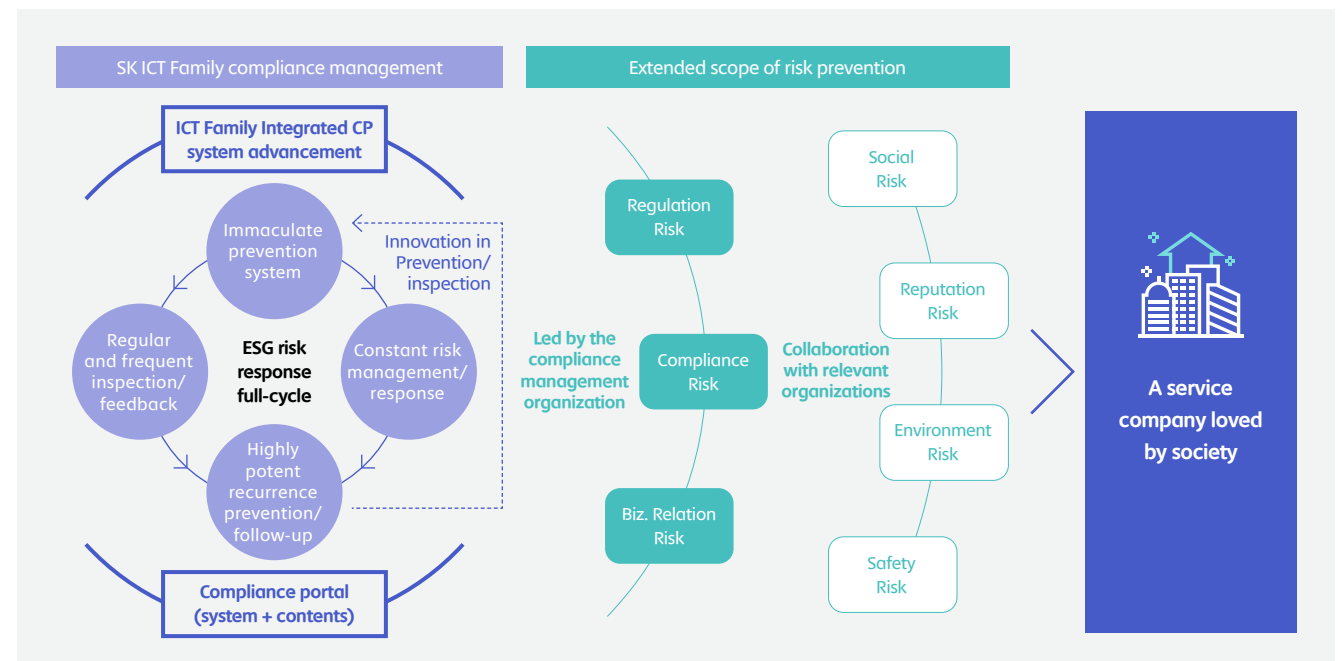 SK ICT Family compliance management
ICT Family Integrated CP
system advancement
Immaculate
prevention
system
Innovation in
Prevention/
inspection
Regular
and frequent
inspection/
feedback
ESG risk
response
full-cycle
Constant risk
management/
response
Highly
potent
recurrence
prevention/
follow-up
Compliance portal
(system + contents)
Extended scope of risk prevention
Regulation
Risk
Led by the
compliance
management
organization
Compliance
Risk
Biz. Relation
Risk
Collaboration
with relevant
organizations
Social
Risk
Reputation
Risk
Environment
Risk
Safety
Risk
A service
company loved
by society